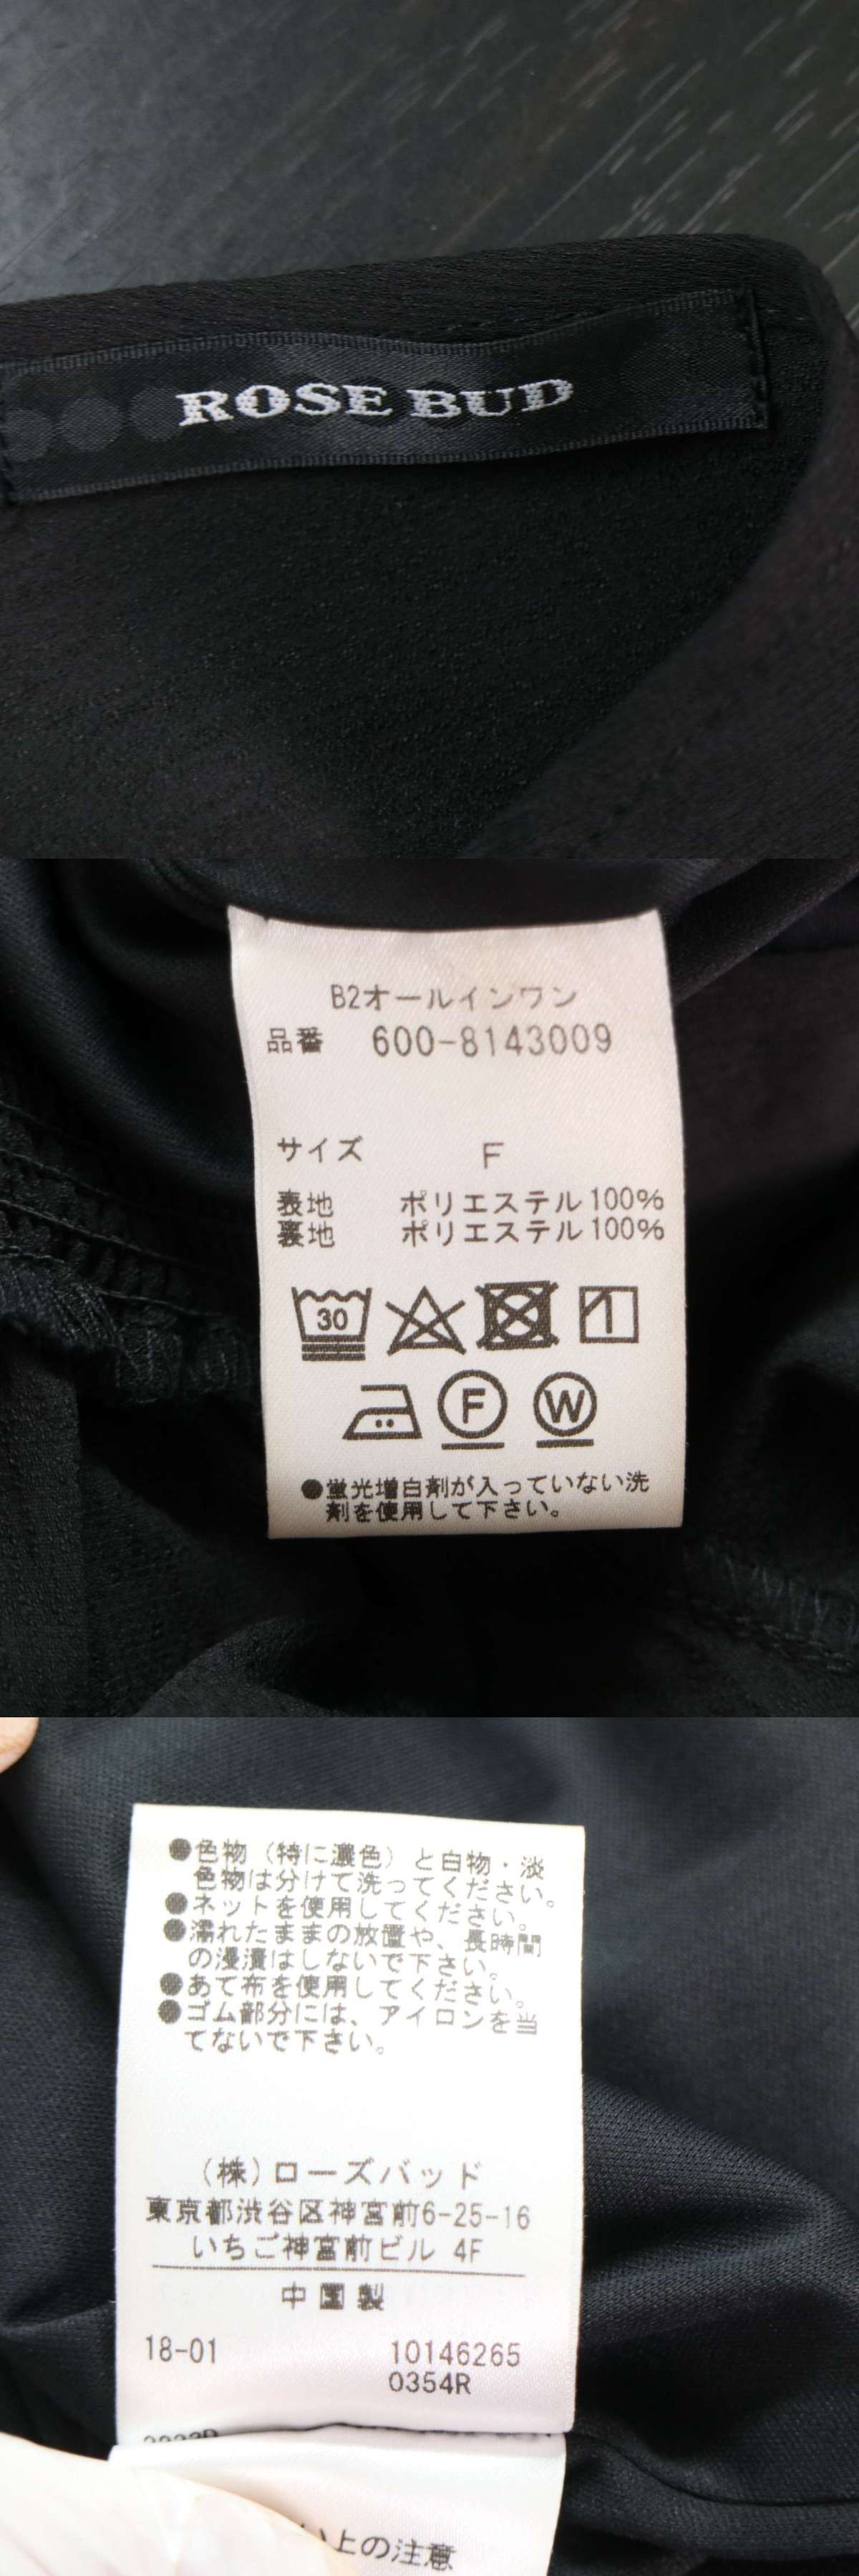 ROSE BUD
B2オールインワン
品番 600-8143009
サイズ F
表地 ポリエステル100%
裏地 ポリエステル100%
30
F W
●蛍光増白剤が入っていない洗
剤を使用して下さい。
●色物(特に濃色)と白物・淡
色物は分けて洗ってください。
●ネットを使用してください。
●濡れたままの放置や、長時間
の浸漬はしないで下さい。
●あて布を使用してください。
●ゴム部分には、アイロンを当
てないで下さい。
(株)ローズバッド
東京都渋谷区神宮前6-25-16
いちご神宮前ビル 4F
中国製
18-01 10146265
0354R
上の注意